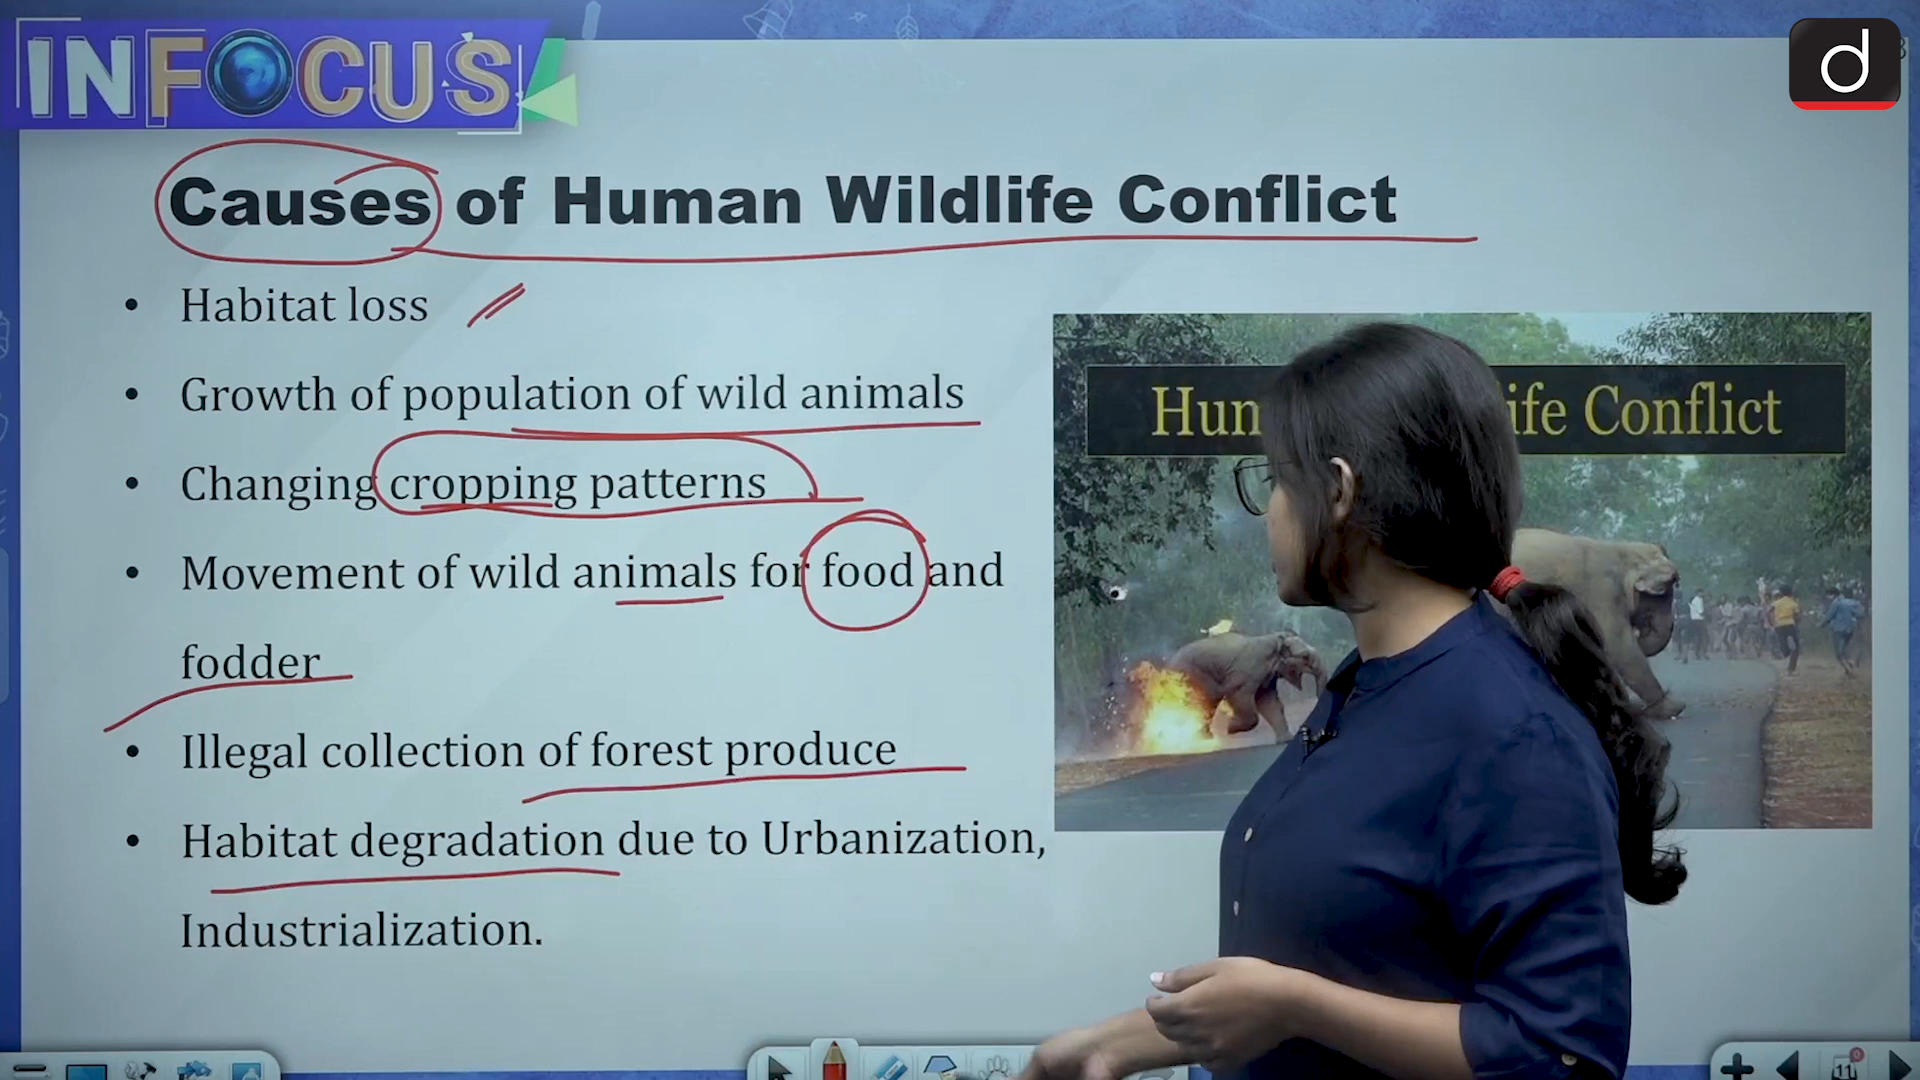 INFOCUS
d
Causes of Human Wildlife Conflict
• Habitat loss
• Growth of population of wild animals
• Changing cropping patterns
• Movement of wild animals for food and
fodder
• Illegal collection of forest produce
• Habitat degradation due to Urbanization,
Industrialization.
Hum ife Conflict
11